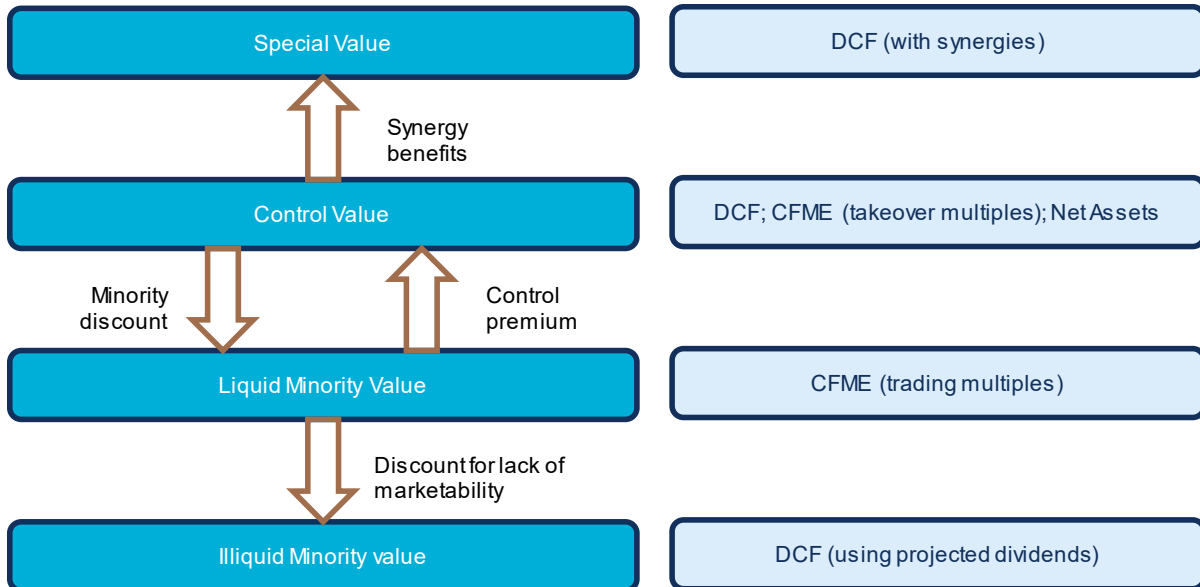 Special Value
DCF (with synergies)
Synergy
benefits
Control Value
DCF; CFME (takeover multiples); Net Assets
Minority
discount
Control
premium
Liquid Minority Value
CFME (trading multiples)
Discount for lack of
marketability
Illiquid Minority value
DCF (using projected dividends)